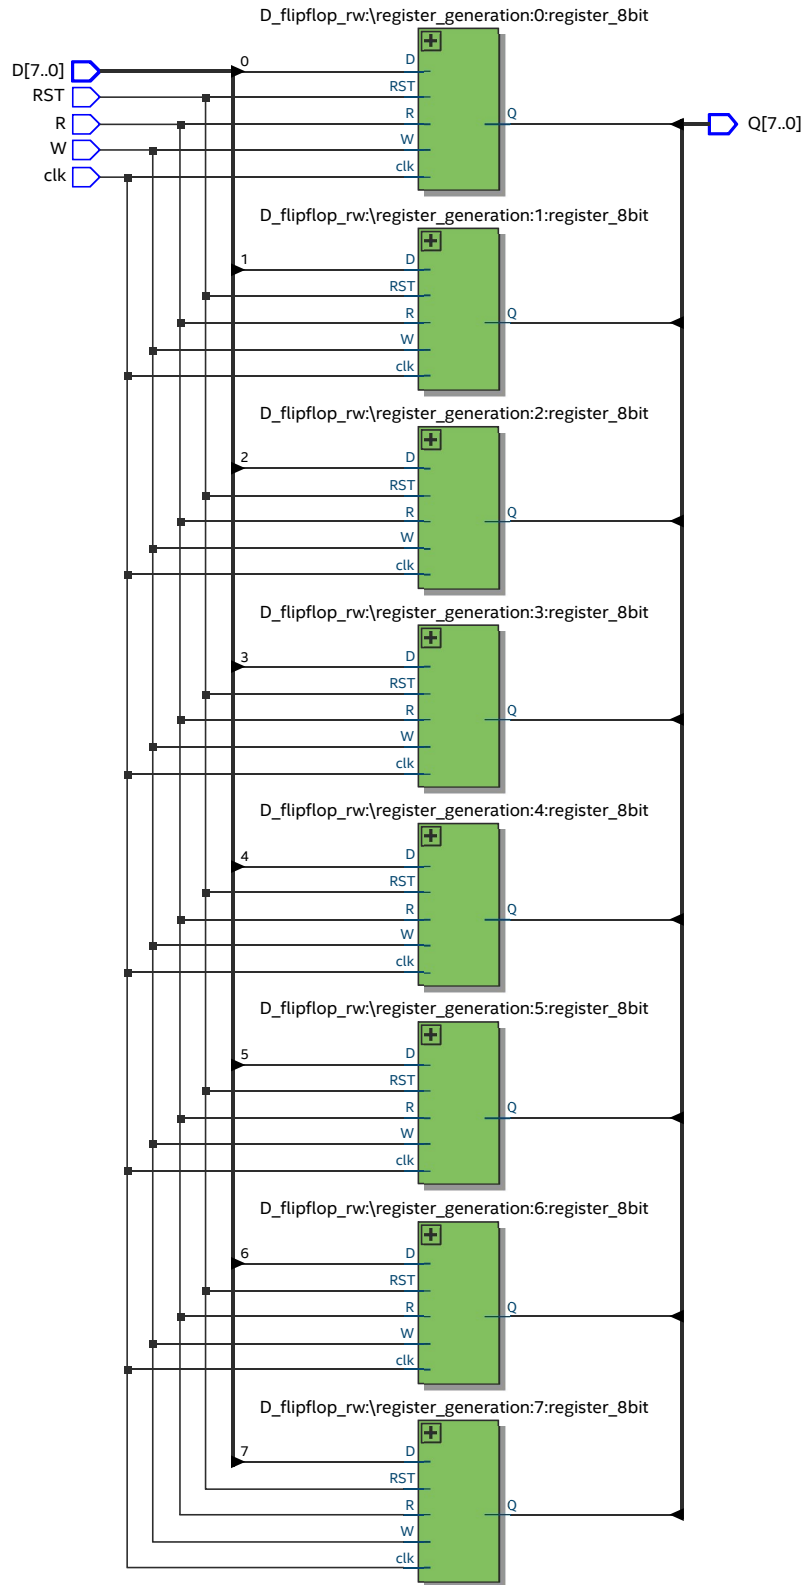 D_flipflop_rw:\register_generation:0:register_8bit
D[7..0]
0
D
RST
RST
R
R
Q
Q[7..0]
W
W
clk
clk
D_flipflop_rw:\register_generation:1:register_8bit
1
D
RST
R
Q
W
clk
D_flipflop_rw:\register_generation:2:register_8bit
2
D
RST
R
Q
W
clk
D_flipflop_rw:\register_generation:3:register_8bit
3
D
RST
R
Q
W
clk
D_flipflop_rw:\register_generation:4:register_8bit
4
D
RST
R
Q
W
clk
D_flipflop_rw:\register_generation:5:register_8bit
5
D
RST
R
Q
W
clk
D_flipflop_rw:\register_generation:6:register_8bit
6
D
RST
R
Q
W
clk
D_flipflop_rw:\register_generation:7:register_8bit
7
D
RST
R
Q
W
clk